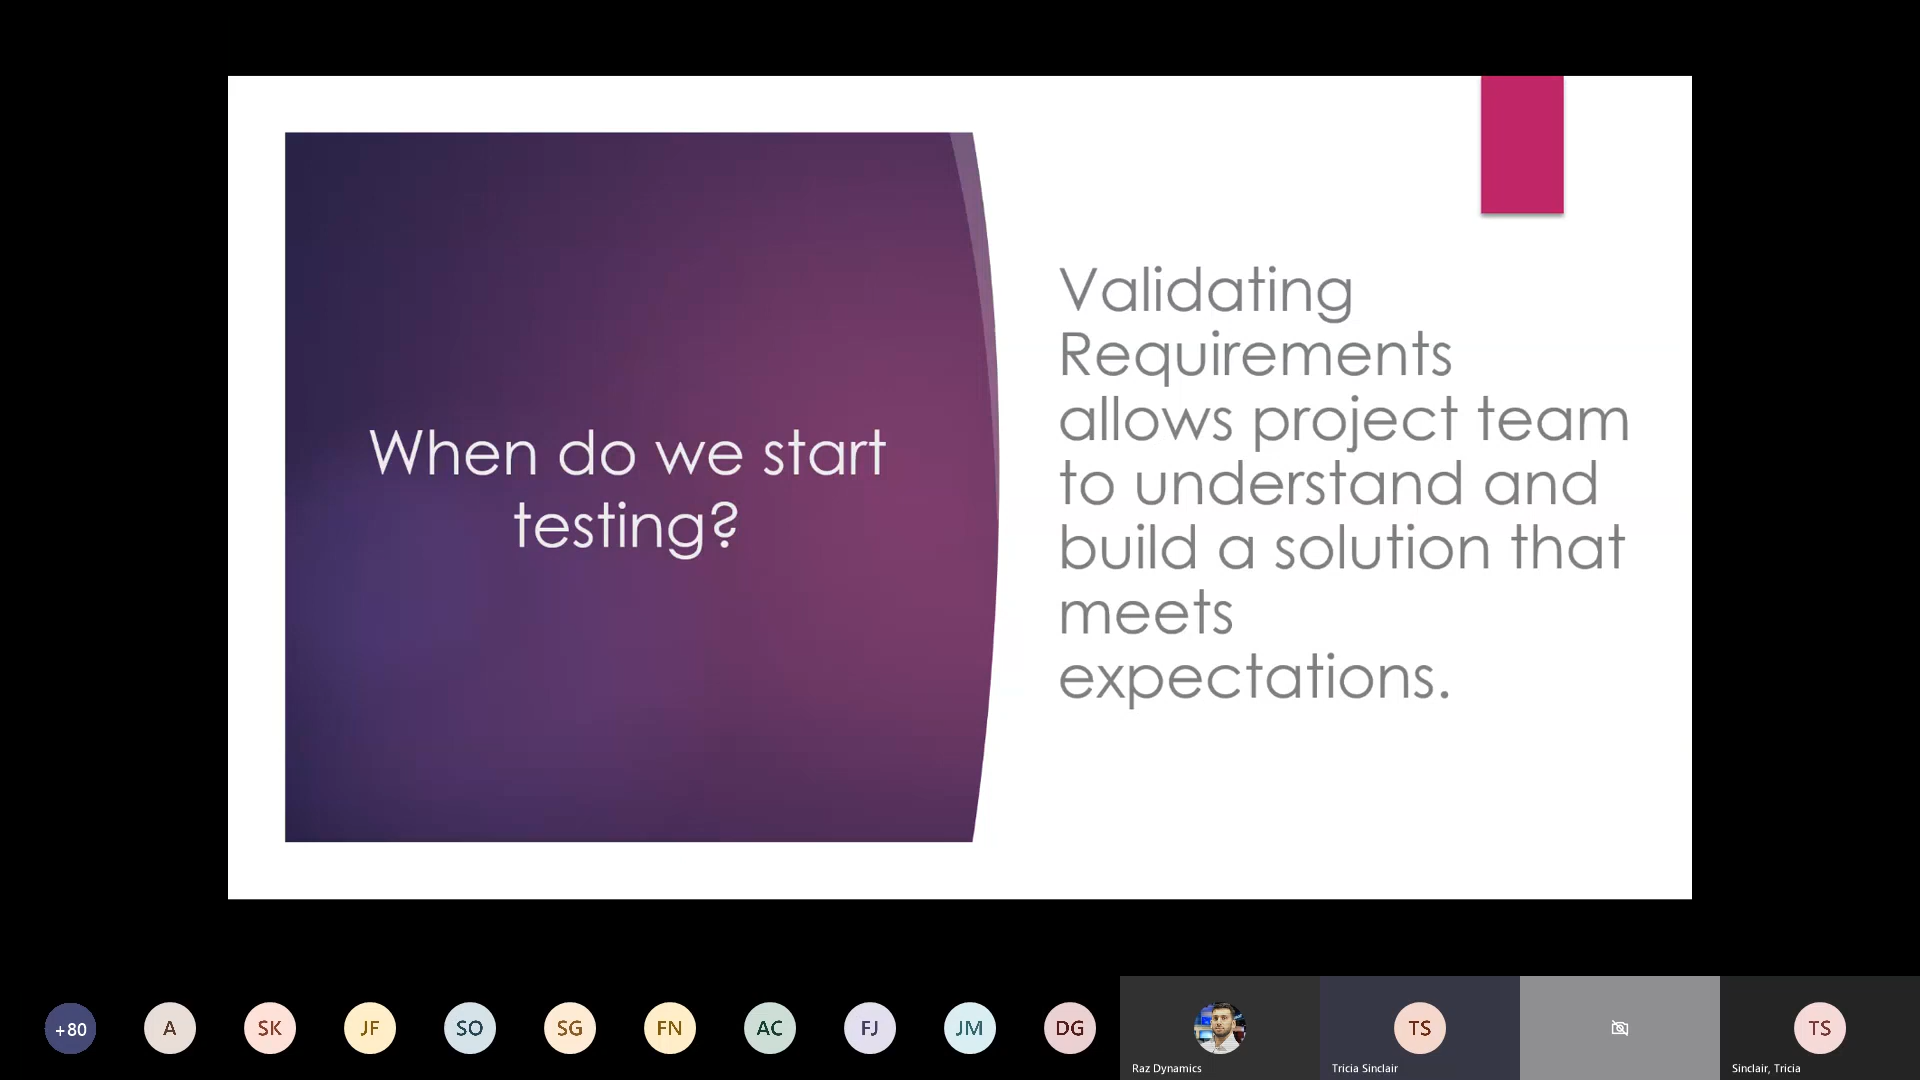 When do we start
testing?
Validating
Requirements
allows project team
to understand and
build a solution that
meets
expectations.
+80
A
SK
JF
SO
SG
FN
AC
FJ
JM
DG
Raz Dynamics
TS
Tricia Sinclair
TS
Sinclair, Tricia